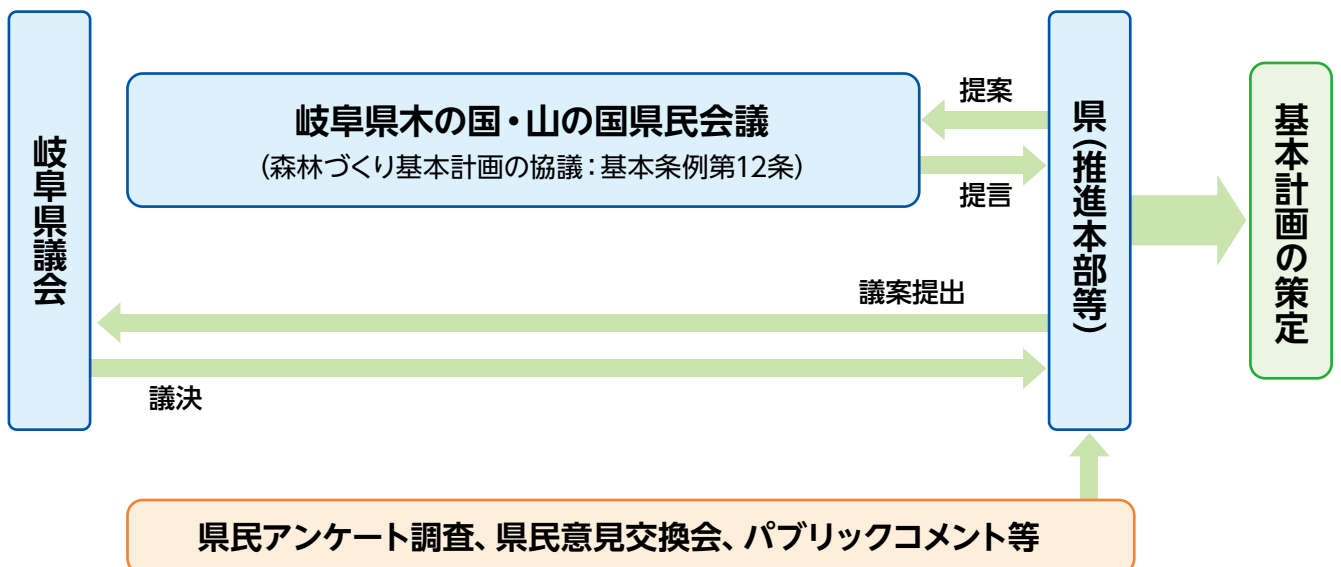 岐阜県議会
岐阜県木の国・山の国県民会議
(森林づくり基本計画の協議:基本条例第12条)
提案
提言
議案提出
議決
県(推進本部等)
基本計画の策定
県民アンケート調査、県民意見交換会、パブリックコメント等